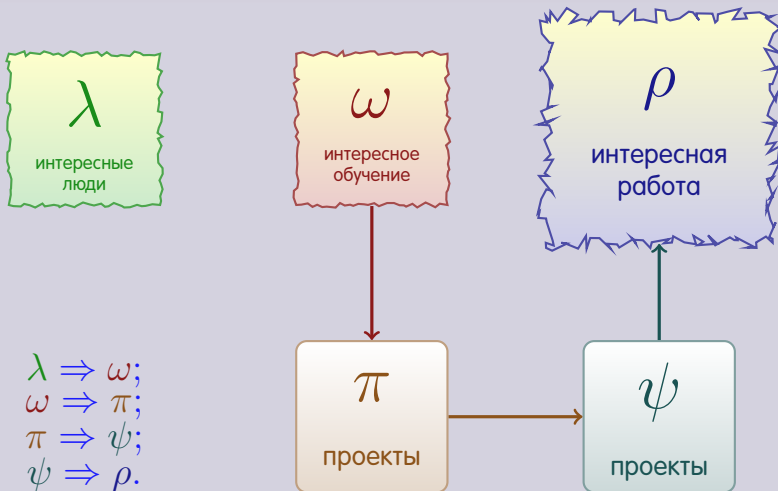 λ
интересные
люди
ω
интересное
обучение
ρ
интересная
работа
π
проекты
ψ
проекты
λ ⇒ ω;
ω ⇒ π;
π ⇒ ψ;
ψ ⇒ ρ.